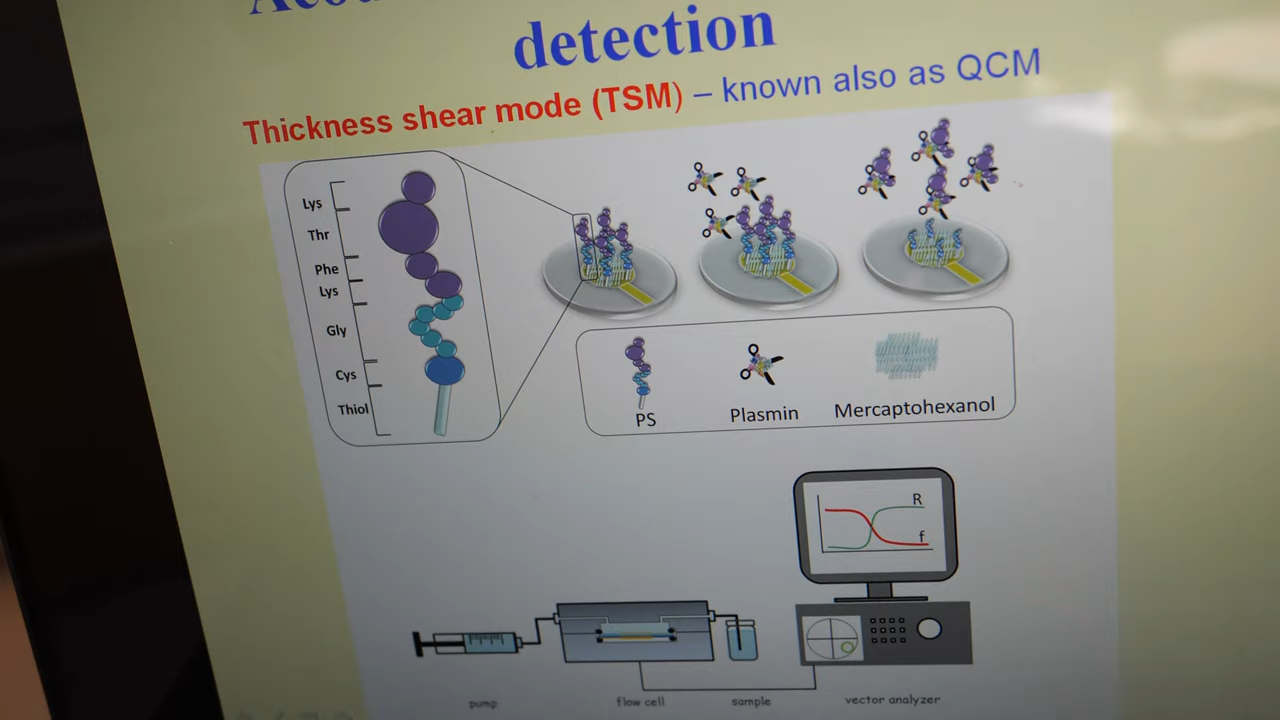 detection
Thickness shear mode (TSM) – known also as QCM
Lys
Thr
Phe
Lys
Gly
Cys
Thiol
PS
Plasmin
Mercaptohexanol
R
f
pump
flow cell
sample
vector analyzer